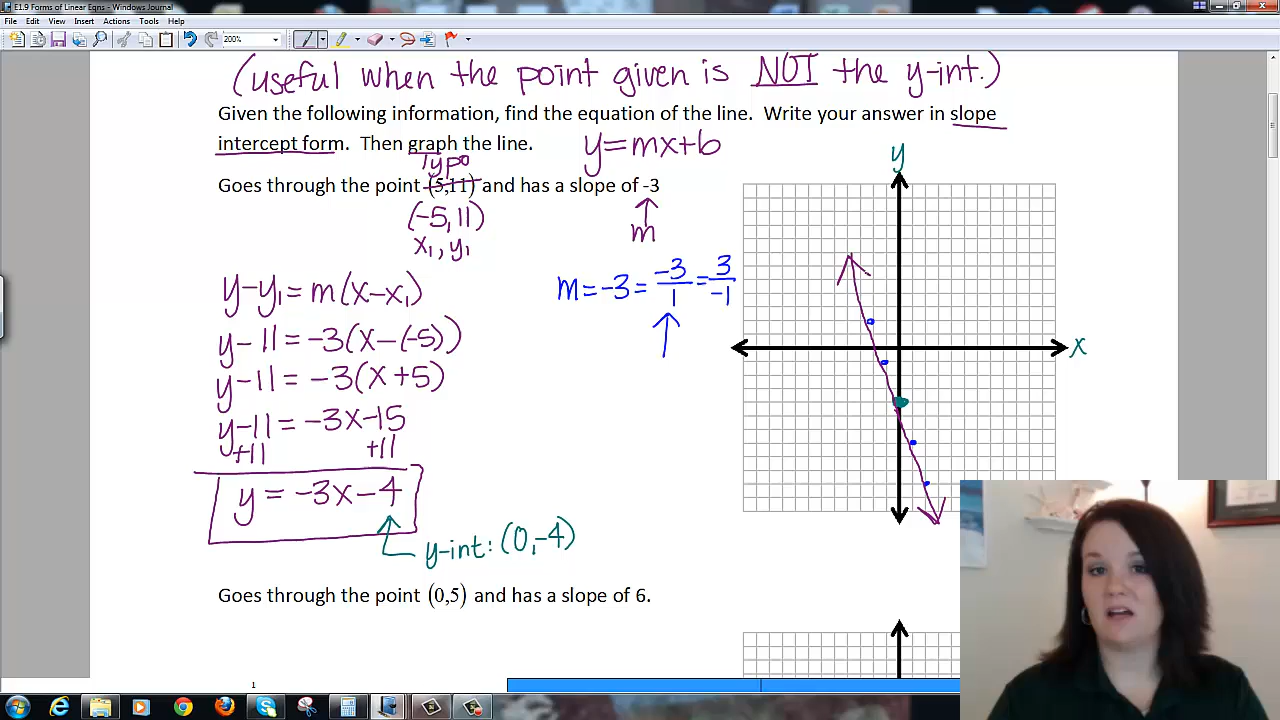 E1.9 Forms of Linear Eqns - Windows Journal
File Edit View Insert Actions Tools Help
200%
(useful when the point given is NOT the y-int.)
Given the following information, find the equation of the line. Write your answer in slope
intercept form. Then graph the line. y=mx+b
Typo
Goes through the point (5,11) and has a slope of -3
(-5,11)
x₁, y₁
m
y-y₁=m(x-x₁)
y-11=-3(x-(-5))
y-11=-3(x+5)
y-11=-3x-15
+11 +11
y=-3x-4
y-int: (0,-4)
m=-3=-3/1=3/-1
y
x
Goes through the point (0,5) and has a slope of 6.
1